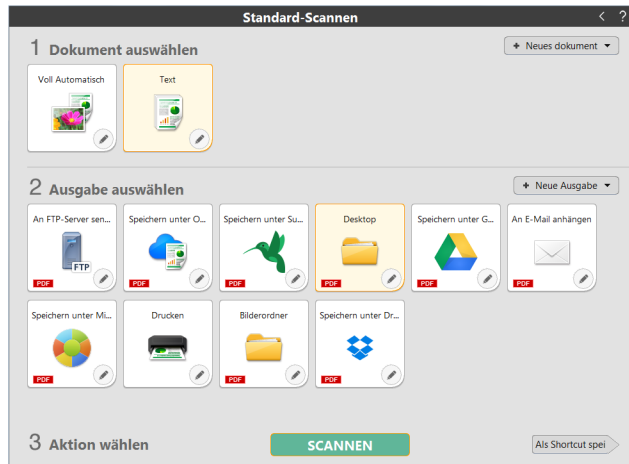 Standard-Scannen < ?
1 Dokument auswählen
+ Neues dokument
Voll Automatisch
Text
2 Ausgabe auswählen
+ Neue Ausgabe
An FTP-Server sen...
Speichern unter O...
Speichern unter Su...
Desktop
Speichern unter G...
An E-Mail anhängen
FTP
PDF
PDF
PDF
PDF
PDF
PDF
Speichern unter Mi...
Drucken
Bilderordner
Speichern unter Dr...
PDF
PDF
PDF
3 Aktion wählen
SCANNEN
Als Shortcut spei